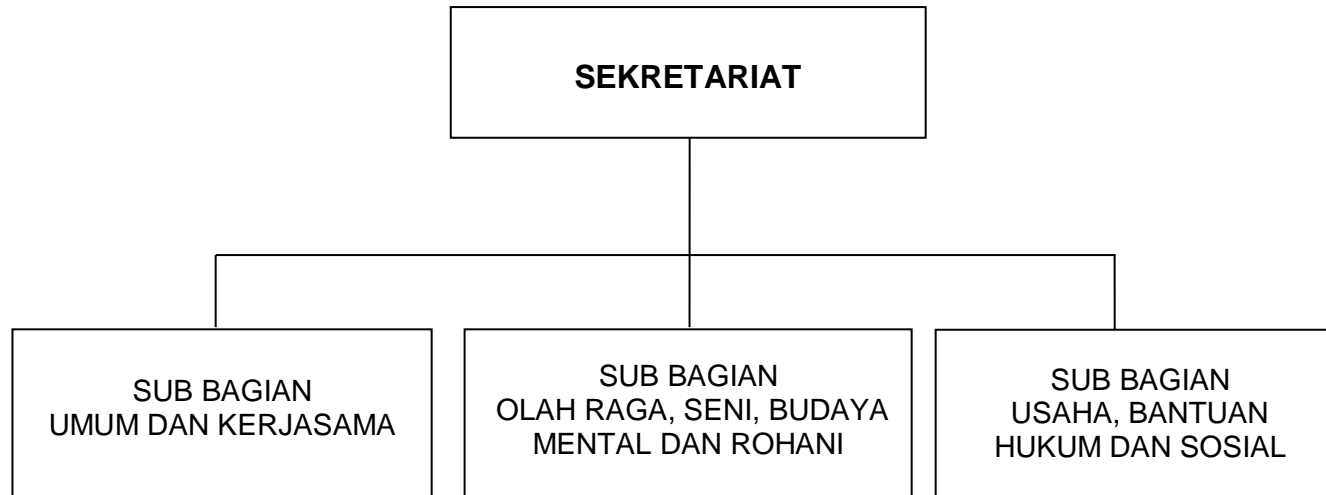 SEKRETARIAT
SUB BAGIAN
UMUM DAN KERJASAMA
SUB BAGIAN
OLAH RAGA, SENI, BUDAYA
MENTAL DAN ROHANI
SUB BAGIAN
USAHA, BANTUAN
HUKUM DAN SOSIAL